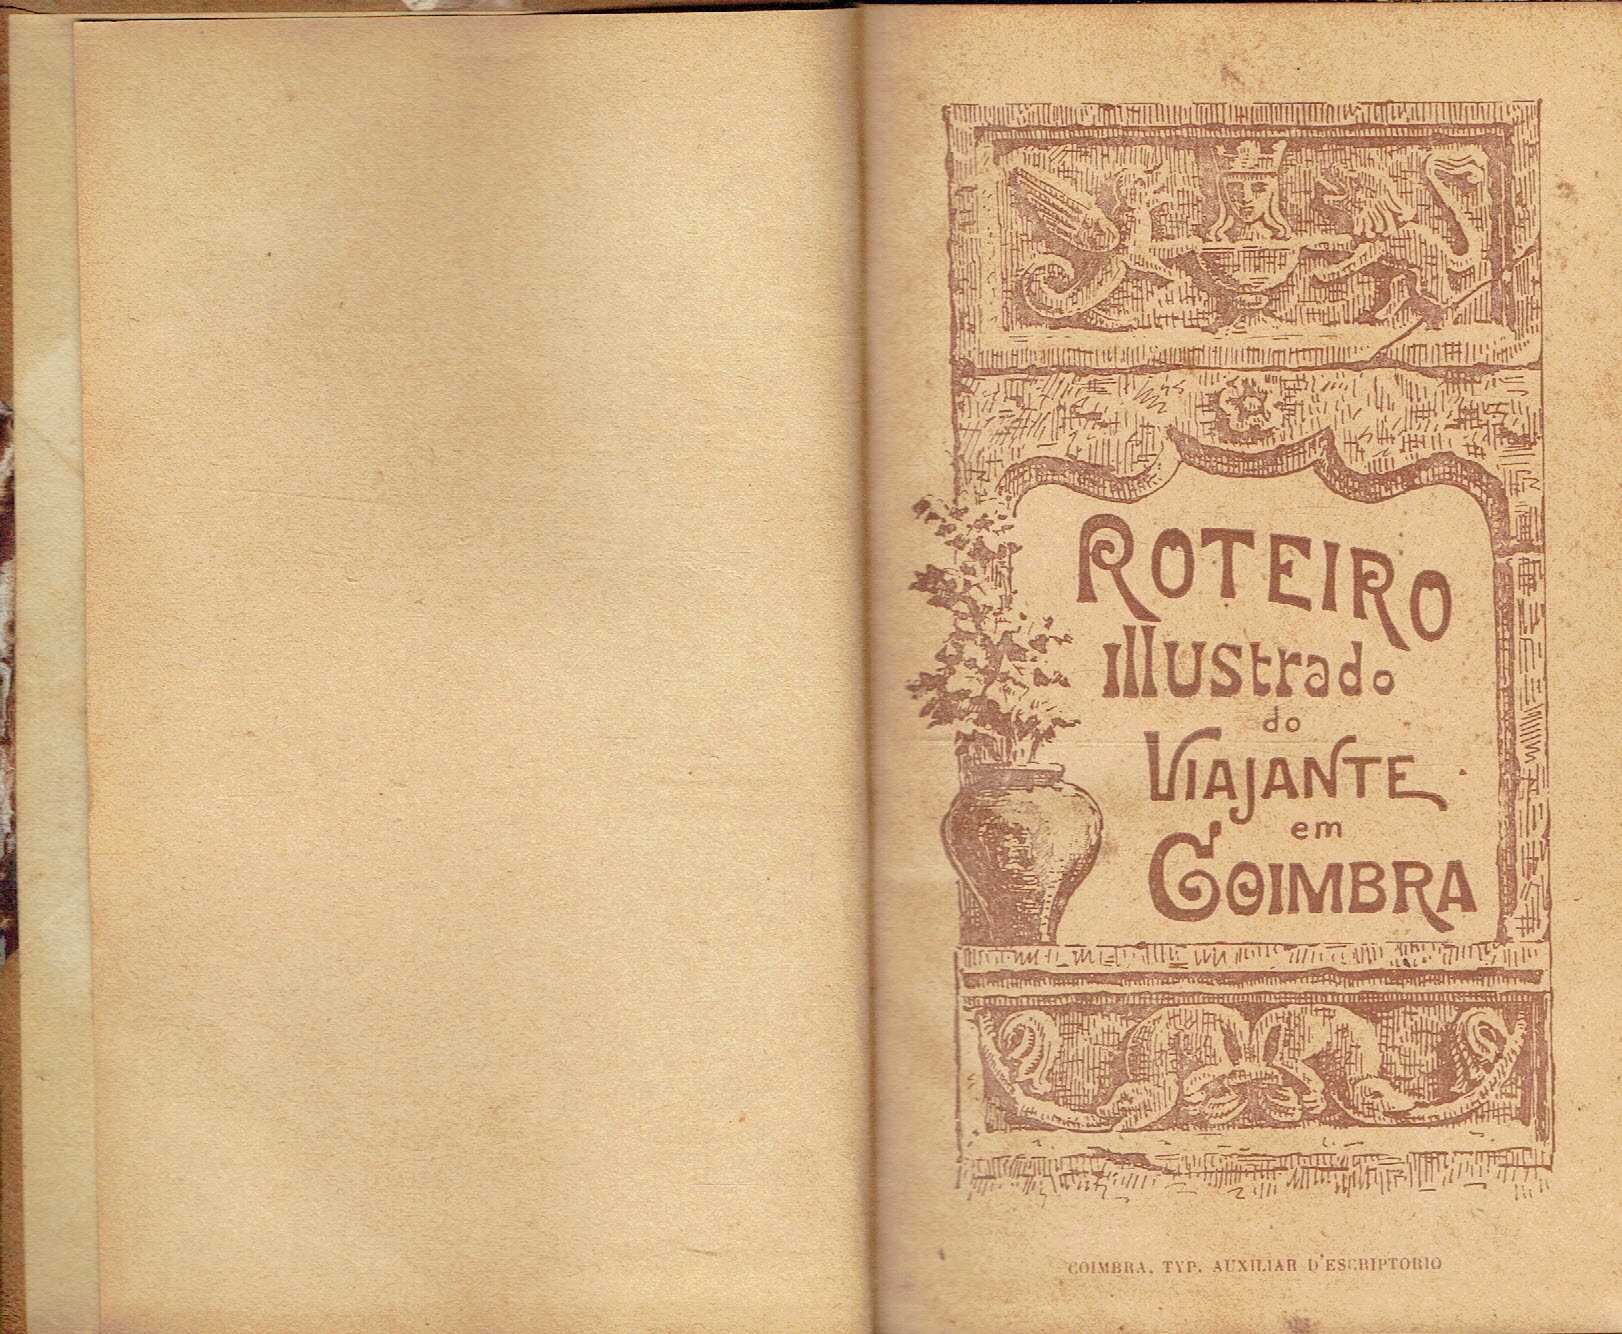 ROTEIRO
illustrado
do
VIAJANTE
em
COIMBRA
COIMBRA, TYP. AUXILIAR D'ESCRIPTORIO